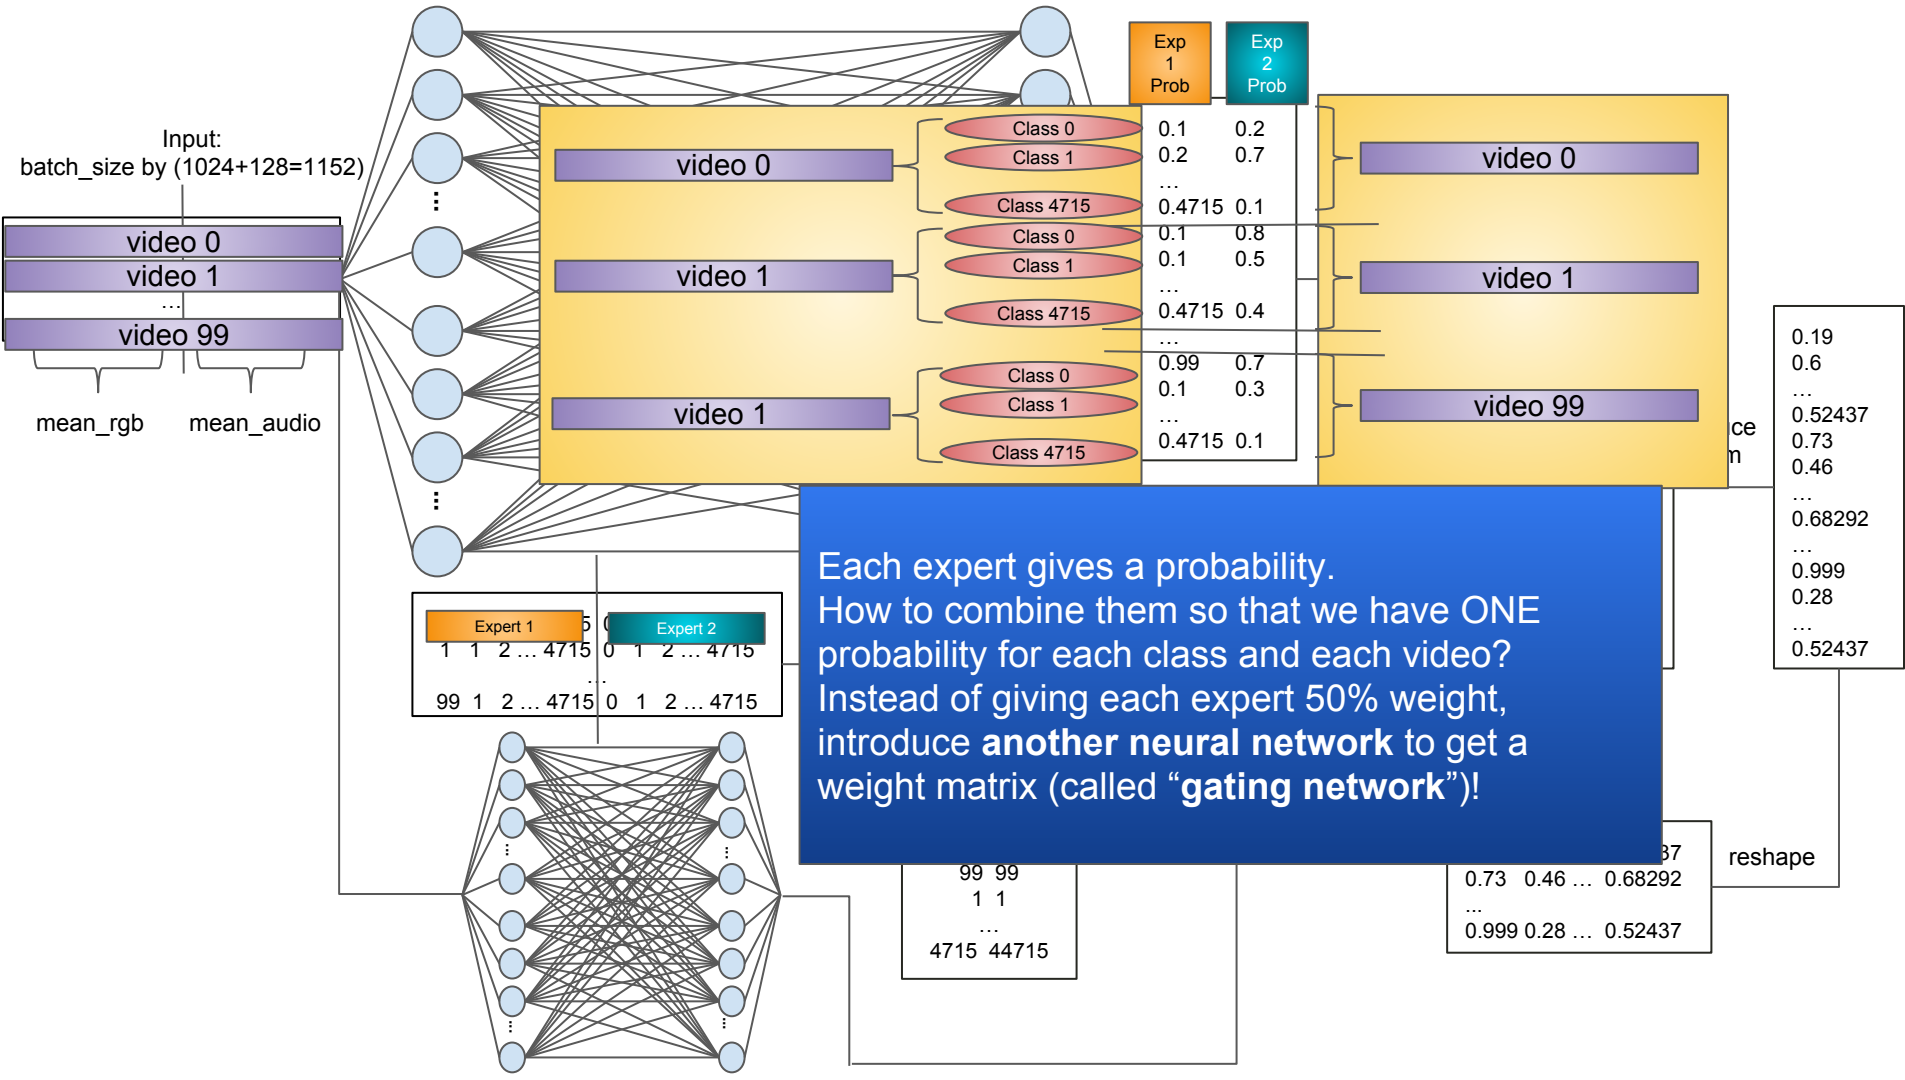 Input:
batch_size by (1024+128=1152)
video 0
video 1
...
video 99
mean_rgb mean_audio
...
...
Exp
1
Prob
Exp
2
Prob
video 0
Class 0
Class 1
Class 4715
video 1
Class 0
Class 1
Class 4715
video 1
Class 0
Class 1
Class 4715
0.1 0.2
0.2 0.7
...
0.4715 0.1
0.1 0.8
0.1 0.5
...
0.4715 0.4
...
0.99 0.7
0.1 0.3
...
0.4715 0.1
video 0
video 1
video 99
ce
0.19
0.6
...
0.52437
0.73
0.46
...
0.68292
...
0.999
0.28
...
0.52437
Each expert gives a probability.
How to combine them so that we have ONE
probability for each class and each video?
Instead of giving each expert 50% weight,
introduce another neural network to get a
weight matrix (called “gating network”)!
Expert 1 Expert 2
1 1 2 ... 4715 0 1 2 ... 4715
...
99 1 2 ... 4715 0 1 2 ... 4715
...
...
...
...
99 99
1 1
...
4715 44715
37
0.73 0.46 ... 0.68292
...
0.999 0.28 ... 0.52437
reshape